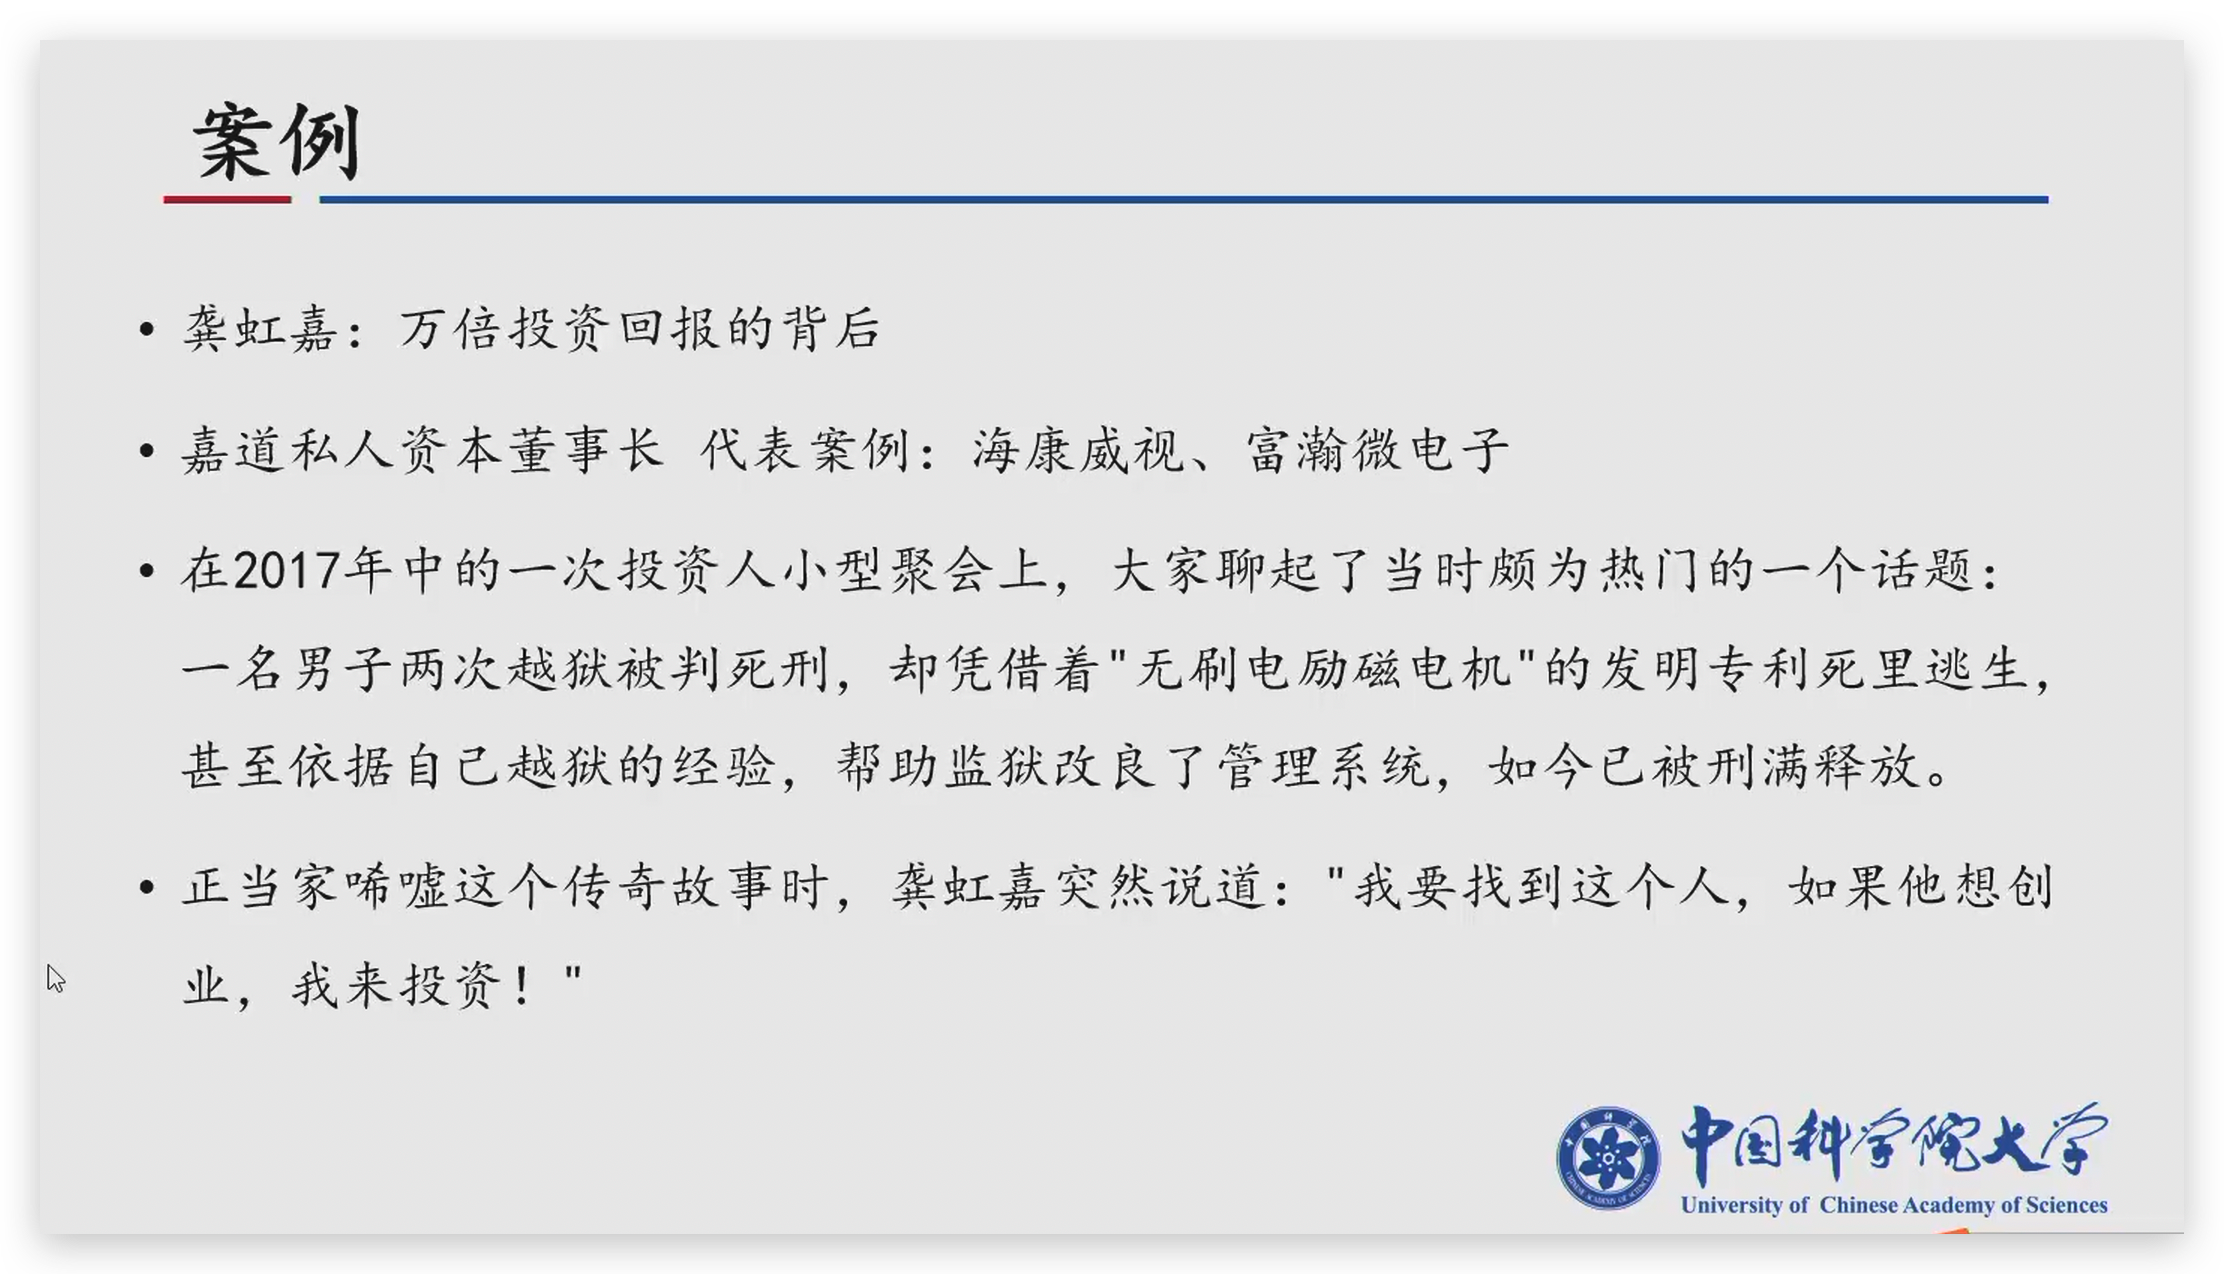 案例
• 龚虹嘉：万倍投资回报的背后
• 嘉道私人资本董事长 代表案例：海康威视、富瀚微电子
• 在2017年中的一次投资人小型聚会上，大家聊起了当时颇为热门的一个话题：
一名男子两次越狱被判死刑，却凭借着"无刷电励磁电机"的发明专利死里逃生，
甚至依据自己越狱的经验，帮助监狱改良了管理系统，如今已被刑满释放。
• 正当家唏嘘这个传奇故事时，龚虹嘉突然说道："我要找到这个人，如果他想创
业，我来投资！"
中国科学院大学
University of Chinese Academy of Sciences